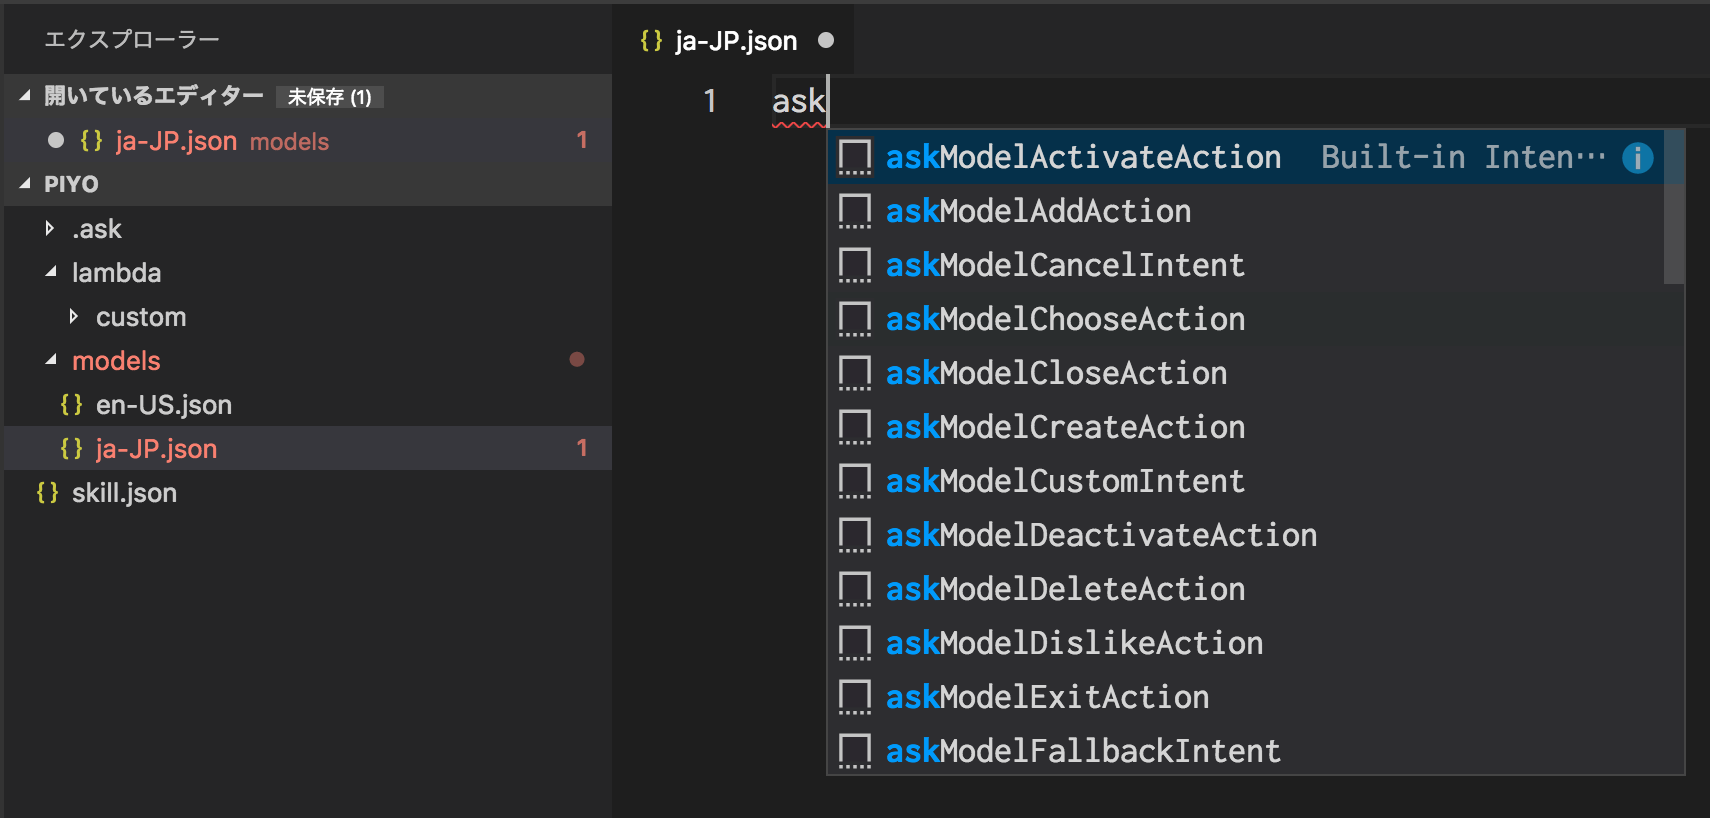 エクスプローラー
開いているエディター 未保存 (1)
{} ja-JP.json models 1
PIYO
.ask
lambda
custom
models
{} en-US.json
{} ja-JP.json 1
{} skill.json
{} ja-JP.json
1 ask
askModelActivateAction Built-in Inten…
askModelAddAction
askModelCancelIntent
askModelChooseAction
askModelCloseAction
askModelCreateAction
askModelCustomIntent
askModelDeactivateAction
askModelDeleteAction
askModelDislikeAction
askModelExitAction
askModelFallbackIntent